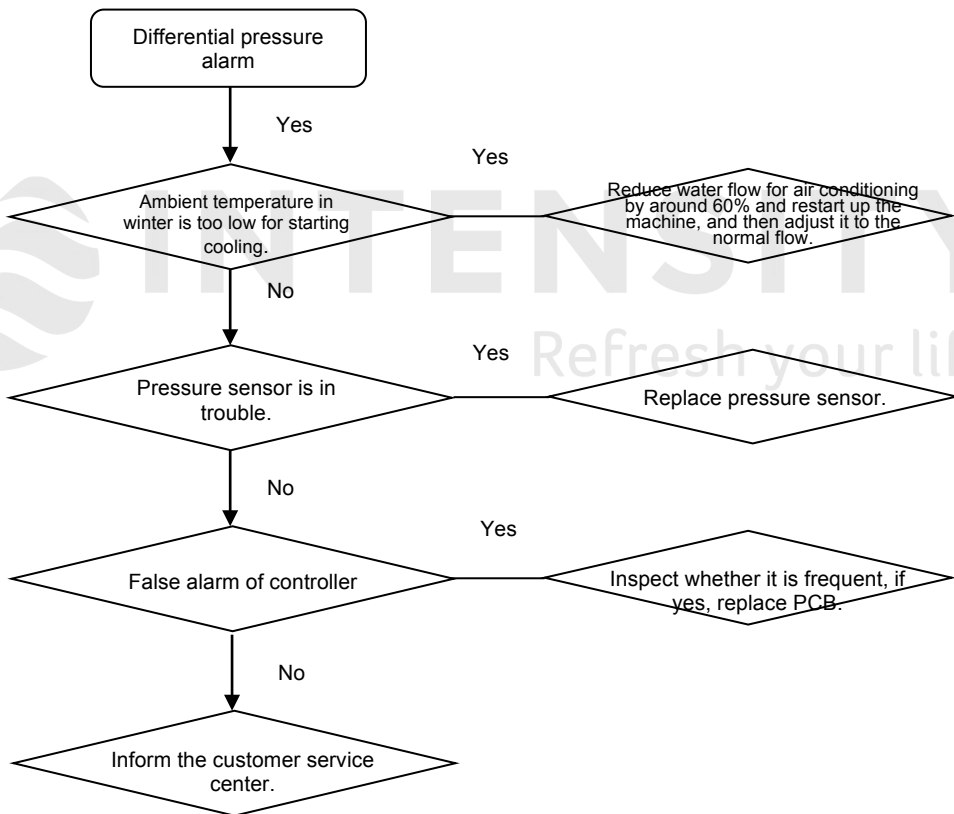 Differential pressure
alarm
Yes
Yes
Ambient temperature in
winter is too low for starting
cooling.
Reduce water flow for air conditioning
by around 60% and restart up the
machine, and then adjust it to the
normal flow.
INTENSITY
No
Refresh your lif
Yes
Pressure sensor is in
trouble.
Replace pressure sensor.
No
Yes
False alarm of controller
Inspect whether it is frequent, if
yes, replace PCB.
No
Inform the customer service
center.